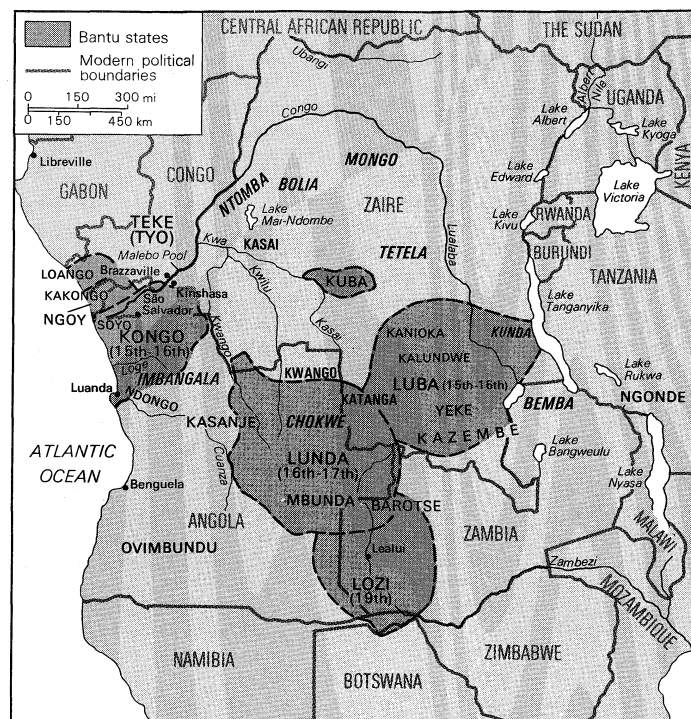 Bantu states
Modern political
boundaries
0 150 300 mi
0 150 450 km
CENTRAL AFRICAN REPUBLIC
THE SUDAN
Ubangi
Albert
Nile
UGANDA
Lake
Albert
Lake
Kyoga
KENYA
Libreville
GABON
CONGO
Congo
MONGO
BOLIA
NTOMBA
Lake
Mai-Ndombe
ZAIRE
Lake
Edward
Lake
Victoria
Lake
Kivu
RWANDA
BURUNDI
TANZANIA
TEKE
(TYO)
Malebo Pool
Kwa
KASAI
TETELA
Lualaba
LOANGO
Brazzaville
Kwilu
KUBA
KAKONGO
Kinshasa
São
Salvador
NGOY
SOYO
KONGO
(15th-16th)
Kwango
Kasai
Lake
Tanganyika
KANIOKA
KUNDA
KALUNDWE
Loge
IMBANGALA
KWANGO
LUBA (15th-16th)
Lake
Rukwa
Luanda
NDONGO
KATANGA
YEKE
BEMBA
NGONDE
KASANJE
CHOKWE
KAZEMBE
ATLANTIC
OCEAN
Cuanza
LUNDA
(16th-17th)
Lake
Bangweulu
Lake
Nyasa
Benguela
MBUNDA
BAROTSE
ANGOLA
ZAMBIA
MALAWI
OVIMBUNDU
Lealui
Zambezi
LOZI
(19th)
MOZAMBIQUE
NAMIBIA
BOTSWANA
ZIMBABWE